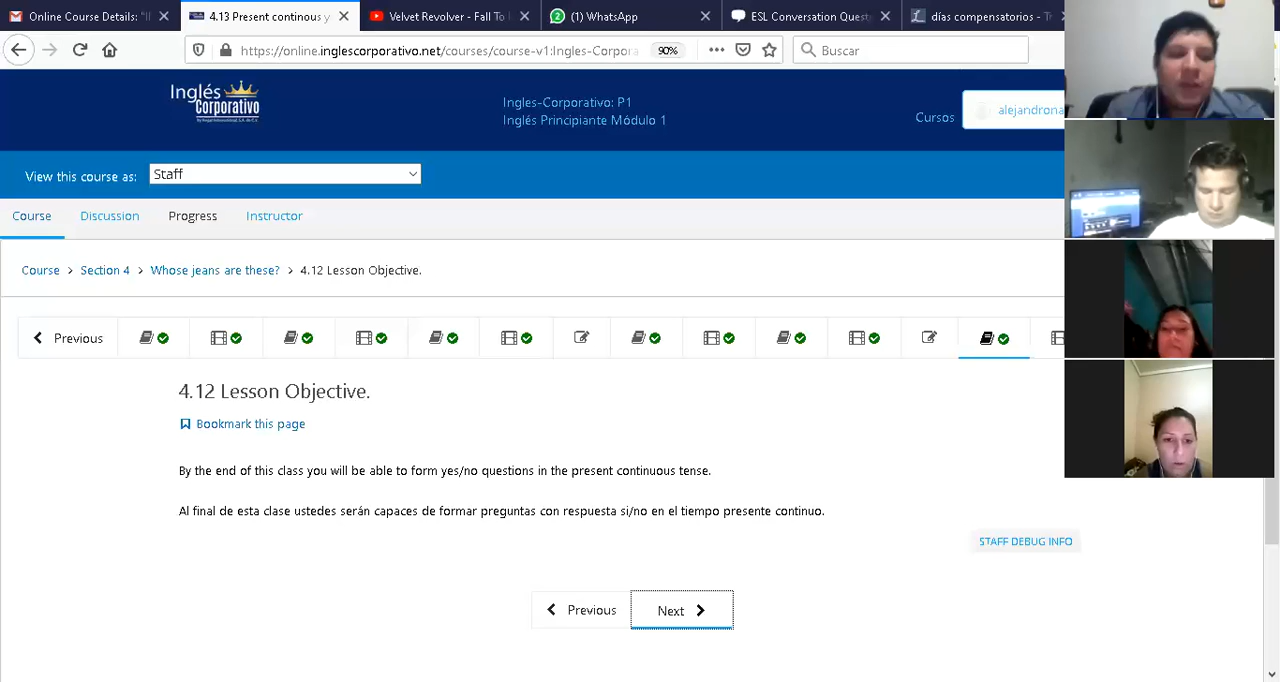 Online Course Details: "I
4.13 Present continous y
Velvet Revolver - Fall To
(1) WhatsApp
ESL Conversation Quest
días compensatorios - T
https://online.inglescorporativo.net/courses/course-v1:Ingles-Corpora
90%
Buscar
Inglés
Corporativo
Ingles-Corporativo: P1
Inglés Principiante Módulo 1
Cursos
alejandrona
View this course as:
Staff
Course
Discussion
Progress
Instructor
Course > Section 4 > Whose jeans are these? > 4.12 Lesson Objective.
Previous
4.12 Lesson Objective.
Bookmark this page
By the end of this class you will be able to form yes/no questions in the present continuous tense.
Al final de esta clase ustedes serán capaces de formar preguntas con respuesta si/no en el tiempo presente continuo.
STAFF DEBUG INFO
Previous
Next